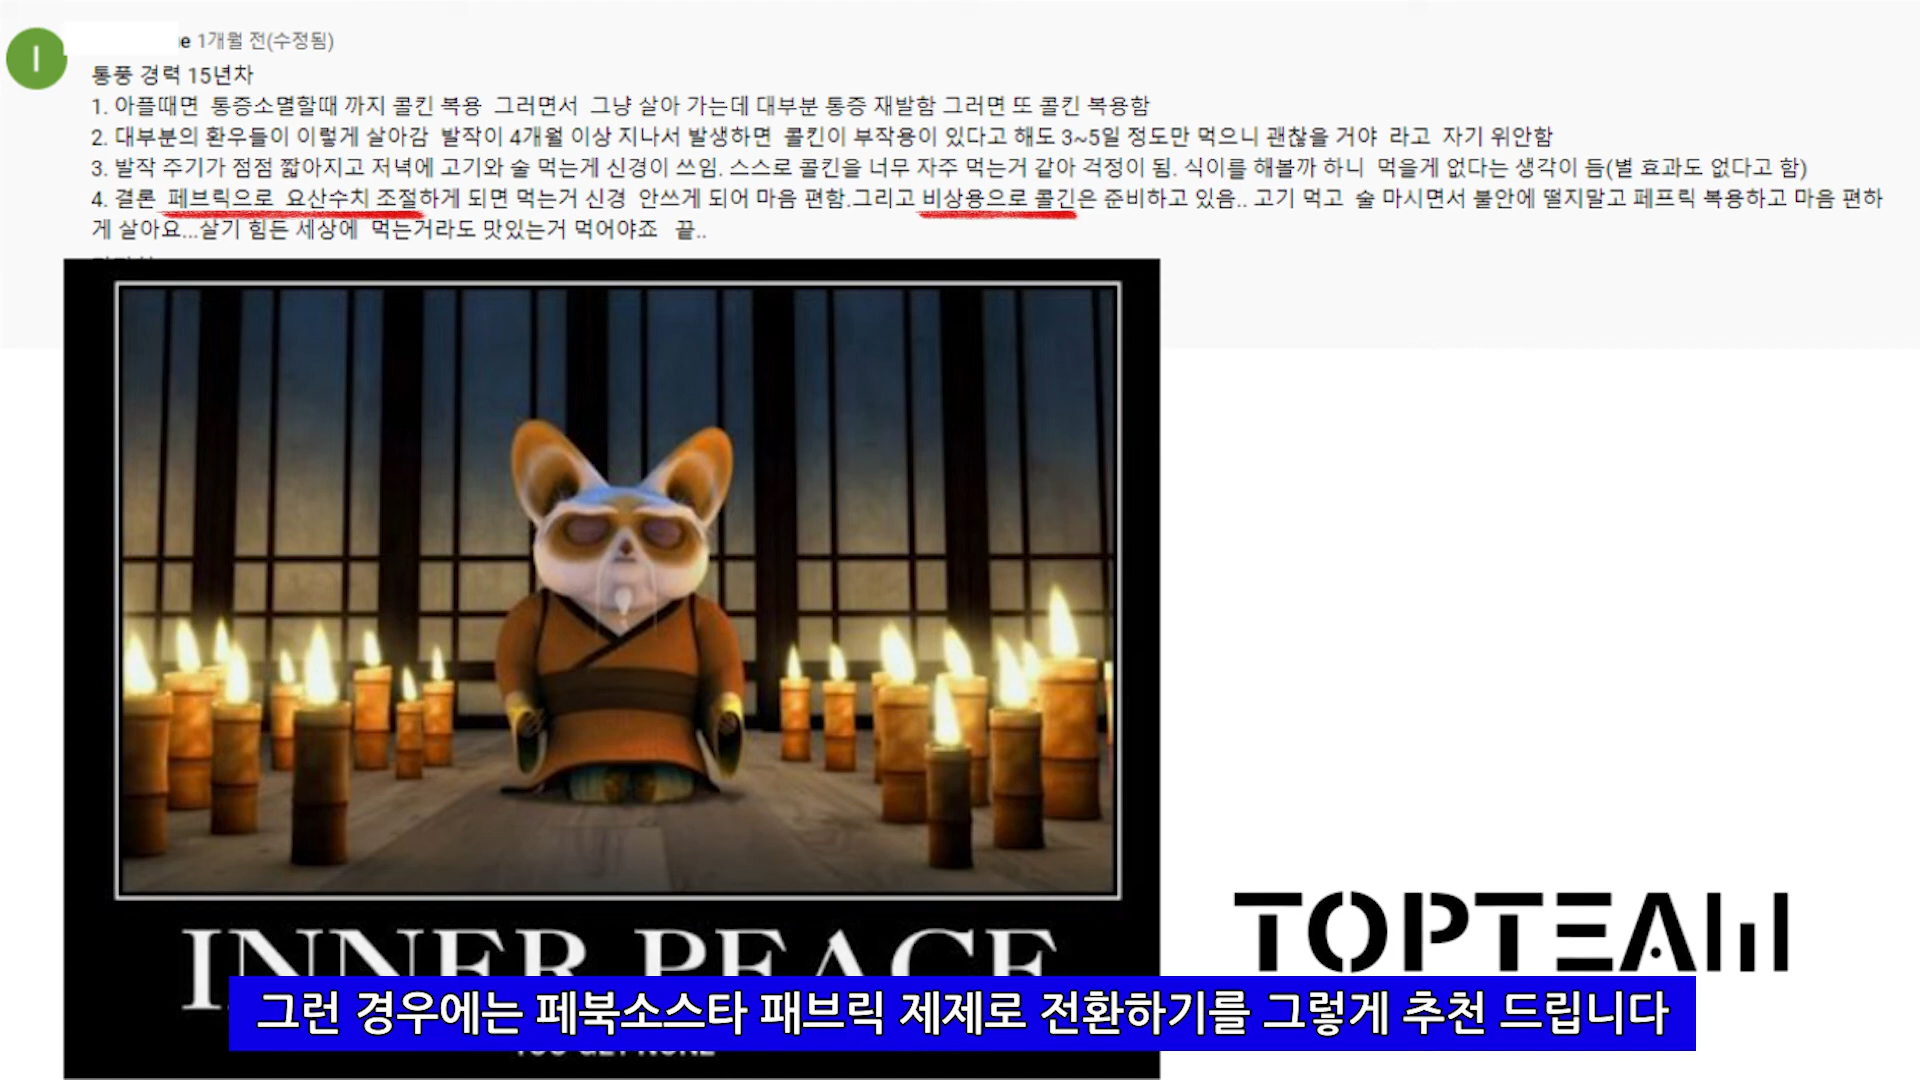 I
e 1개월 전(수정됨)
통풍 경력 15년차
1. 아플때면 통증소멸할때 까지 콜킨 복용 그러면서 그냥 살아 가는데 대부분 통증 재발함 그러면 또 콜킨 복용함
2. 대부분의 환우들이 이렇게 살아감 발작이 4개월 이상 지나서 발생하면 콜킨이 부작용이 있다고 해도 3~5일 정도만 먹으니 괜찮을 거야 라고 자기 위안함
3. 발작 주기가 점점 짧아지고 저녁에 고기와 술 먹는게 신경이 쓰임. 스스로 콜킨을 너무 자주 먹는거 같아 걱정이 됨. 식이를 해볼까 하니 먹을게 없다는 생각이 듬(별 효과도 없다고 함)
4. 결론 페브릭으로 요산수치 조절하게 되면 먹는거 신경 안쓰게 되어 마음 편함.그리고 비상용으로 콜긴은 준비하고 있음.. 고기 먹고 술 마시면서 불안에 떨지말고 페프릭 복용하고 마음 편하
게 살아요...살기 힘든 세상에 먹는거라도 맛있는거 먹어야죠 끝..
INNER PEACE
TOPTEAM
그런 경우에는 페북소스타 패브릭 제제로 전환하기를 그렇게 추천 드립니다